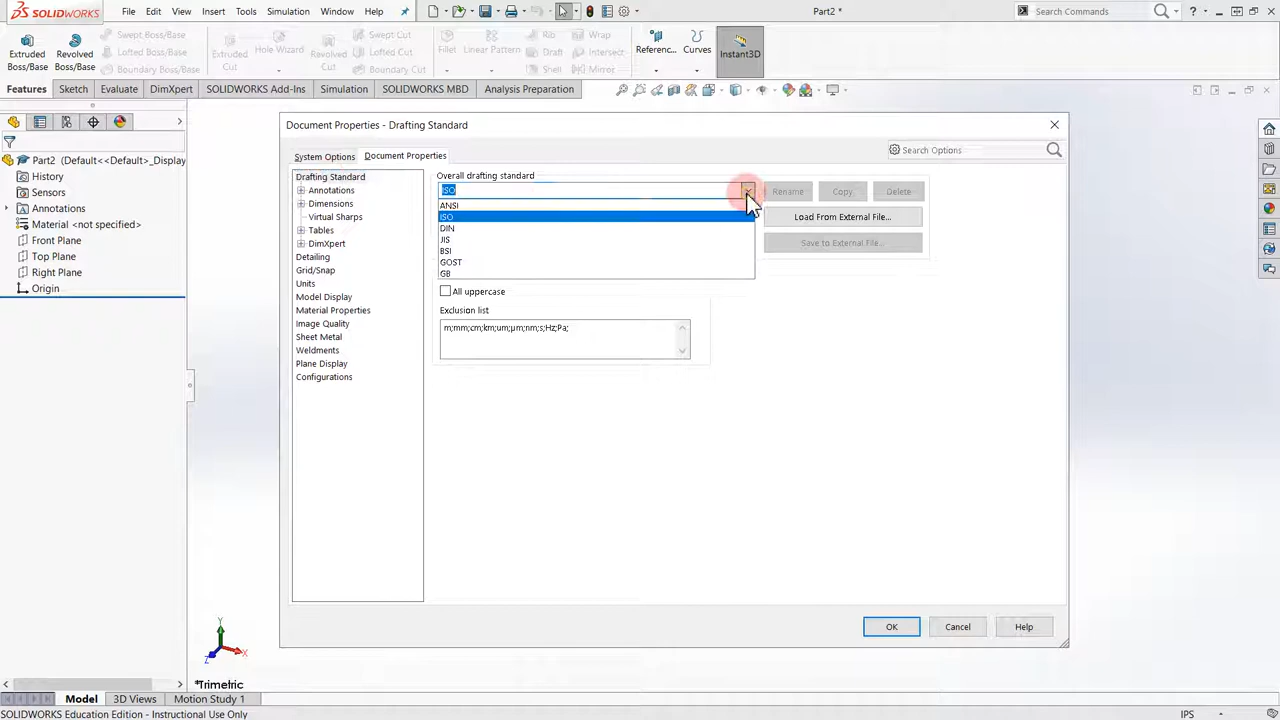 SOLIDWORKS
File Edit View Insert Tools Simulation Window Help
Part2 *
Search Commands
Extruded Boss/Base
Revolved Boss/Base
Swept Boss/Base
Lofted Boss/Base
Boundary Boss/Base
Extruded Cut
Hole Wizard
Revolved Cut
Swept Cut
Lofted Cut
Boundary Cut
Fillet
Linear Pattern
Rib
Draft
Shell
Wrap
Intersect
Mirror
Referenc...
Curves
Instant3D
Features Sketch Evaluate DimXpert SOLIDWORKS Add-Ins Simulation SOLIDWORKS MBD Analysis Preparation
Part2 (Default<<Default>_Display
History
Sensors
Annotations
Material <not specified>
Front Plane
Top Plane
Right Plane
Origin
Document Properties - Drafting Standard
System Options Document Properties
Search Options
Drafting Standard
Annotations
Dimensions
Virtual Sharps
Tables
DimXpert
Detailing
Grid/Snap
Units
Model Display
Material Properties
Image Quality
Sheet Metal
Weldments
Plane Display
Configurations
Overall drafting standard
ISO
ANSI
ISO
DIN
JIS
BSI
GOST
GB
Rename Copy Delete
Load From External File...
Save to External File...
All uppercase
Exclusion list
m;mm;cm;km;um;µm;nm;s;Hz;Pa;
OK Cancel Help
Y
X
Z
*Trimetric
Model 3D Views Motion Study 1
SOLIDWORKS Education Edition - Instructional Use Only
IPS